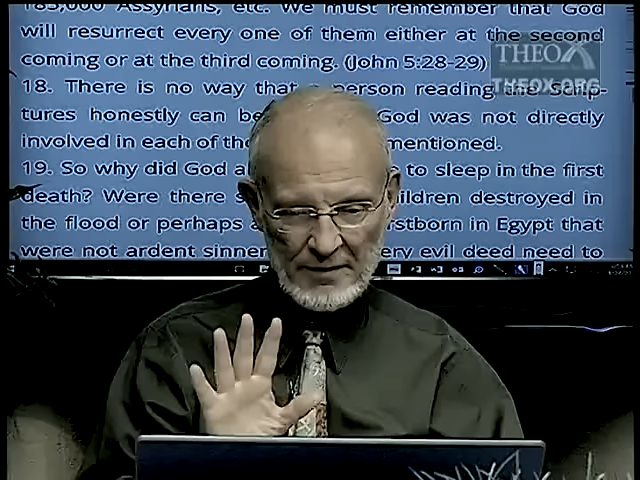 185,000 Assyrians, etc. We must remember that God
will resurrect every one of them either at the second
coming or at the third coming. (John 5:28-29)
THEOX
THEOX.ORG
18. There is no way that a person reading the Scrip-
tures honestly can be God was not directly
involved in each of the mentioned.
19. So why did God a to sleep in the first
death? Were there s ildren destroyed in
the flood or perhaps a rstborn in Egypt that
were not ardent sinner ery evil deed need to